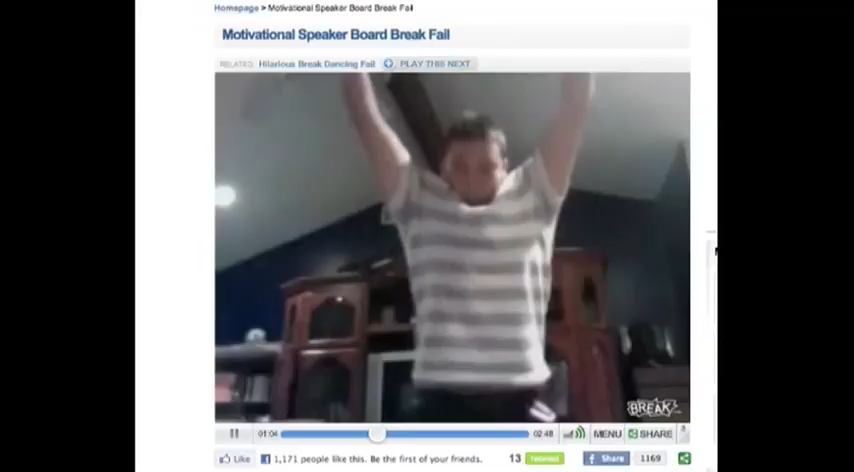 Homepage > Motivational Speaker Board Break Fail
Motivational Speaker Board Break Fail
RELATED: Hilarious Break Dancing Fail PLAY THIS NEXT
BREAK
01:04 02:48 MENU SHARE
Like 1,171 people like this. Be the first of your friends. 13 retweet Share 1169